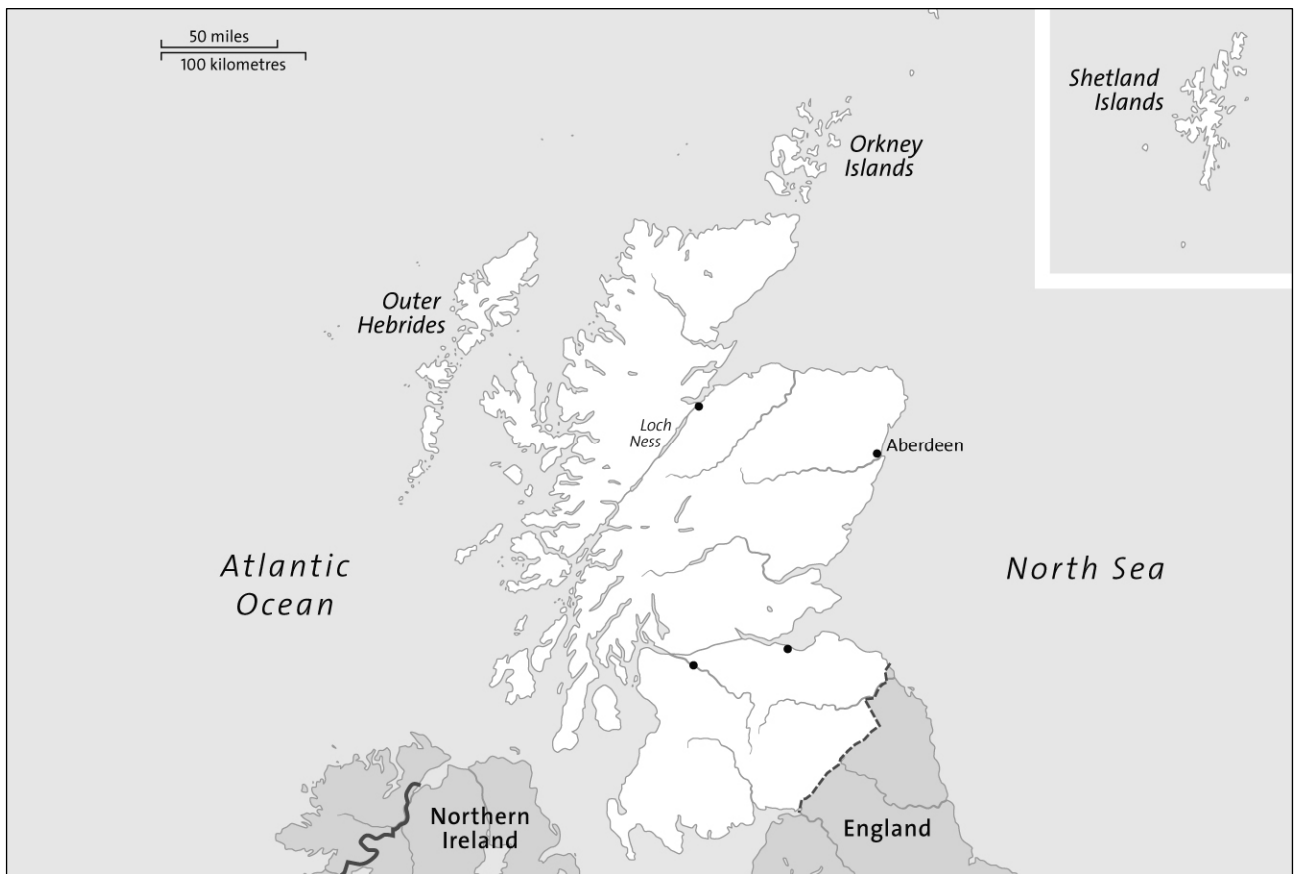 50 miles
100 kilometres
Shetland
Islands
Orkney
Islands
Outer
Hebrides
Loch
Ness
Aberdeen
Atlantic
Ocean
North Sea
Northern
Ireland
England